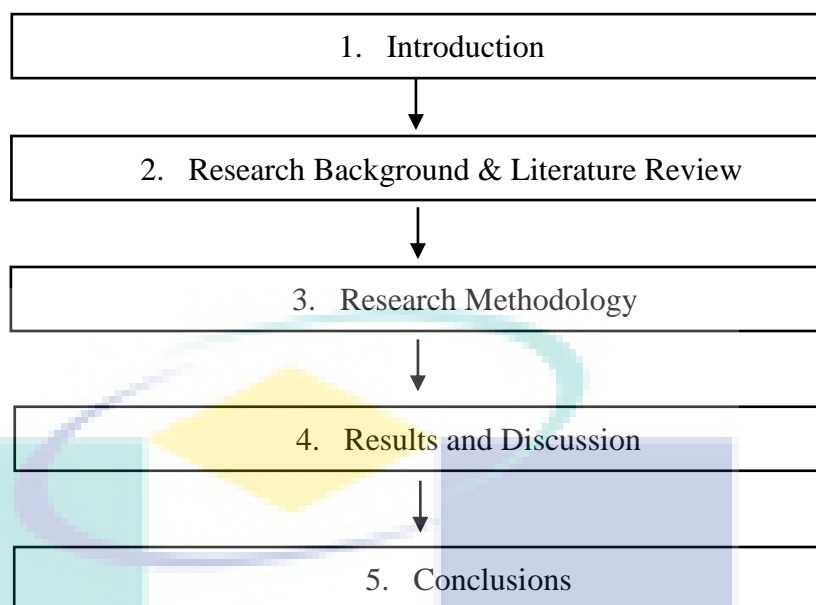 1. Introduction
2. Research Background & Literature Review
3. Research Methodology
4. Results and Discussion
5. Conclusions